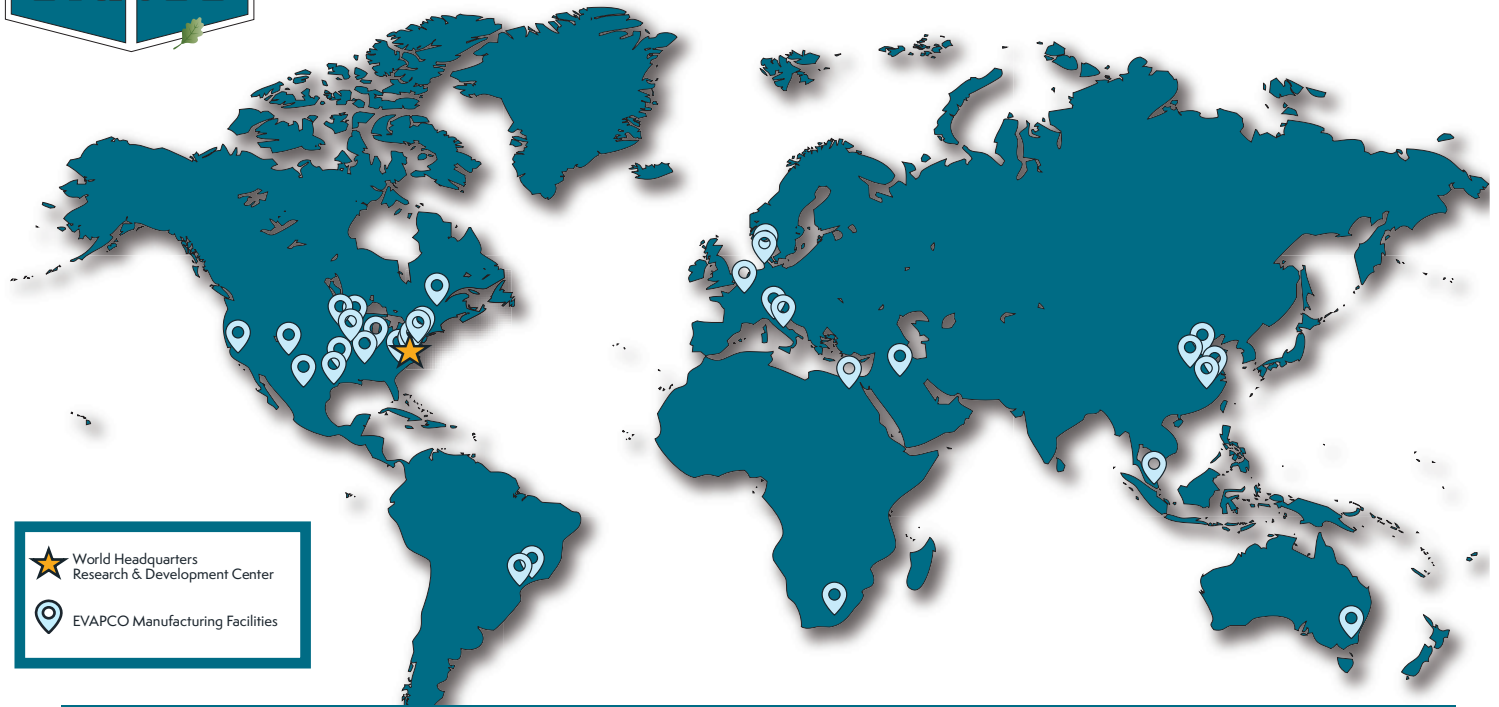 World Headquarters
Research & Development Center
EVAPCO Manufacturing Facilities